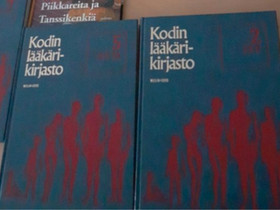 Piikkareita ja
Tanssikenkiä
Kodin
lääkäri-
kirjasto
Kodin
lääkäri-
kirjasto